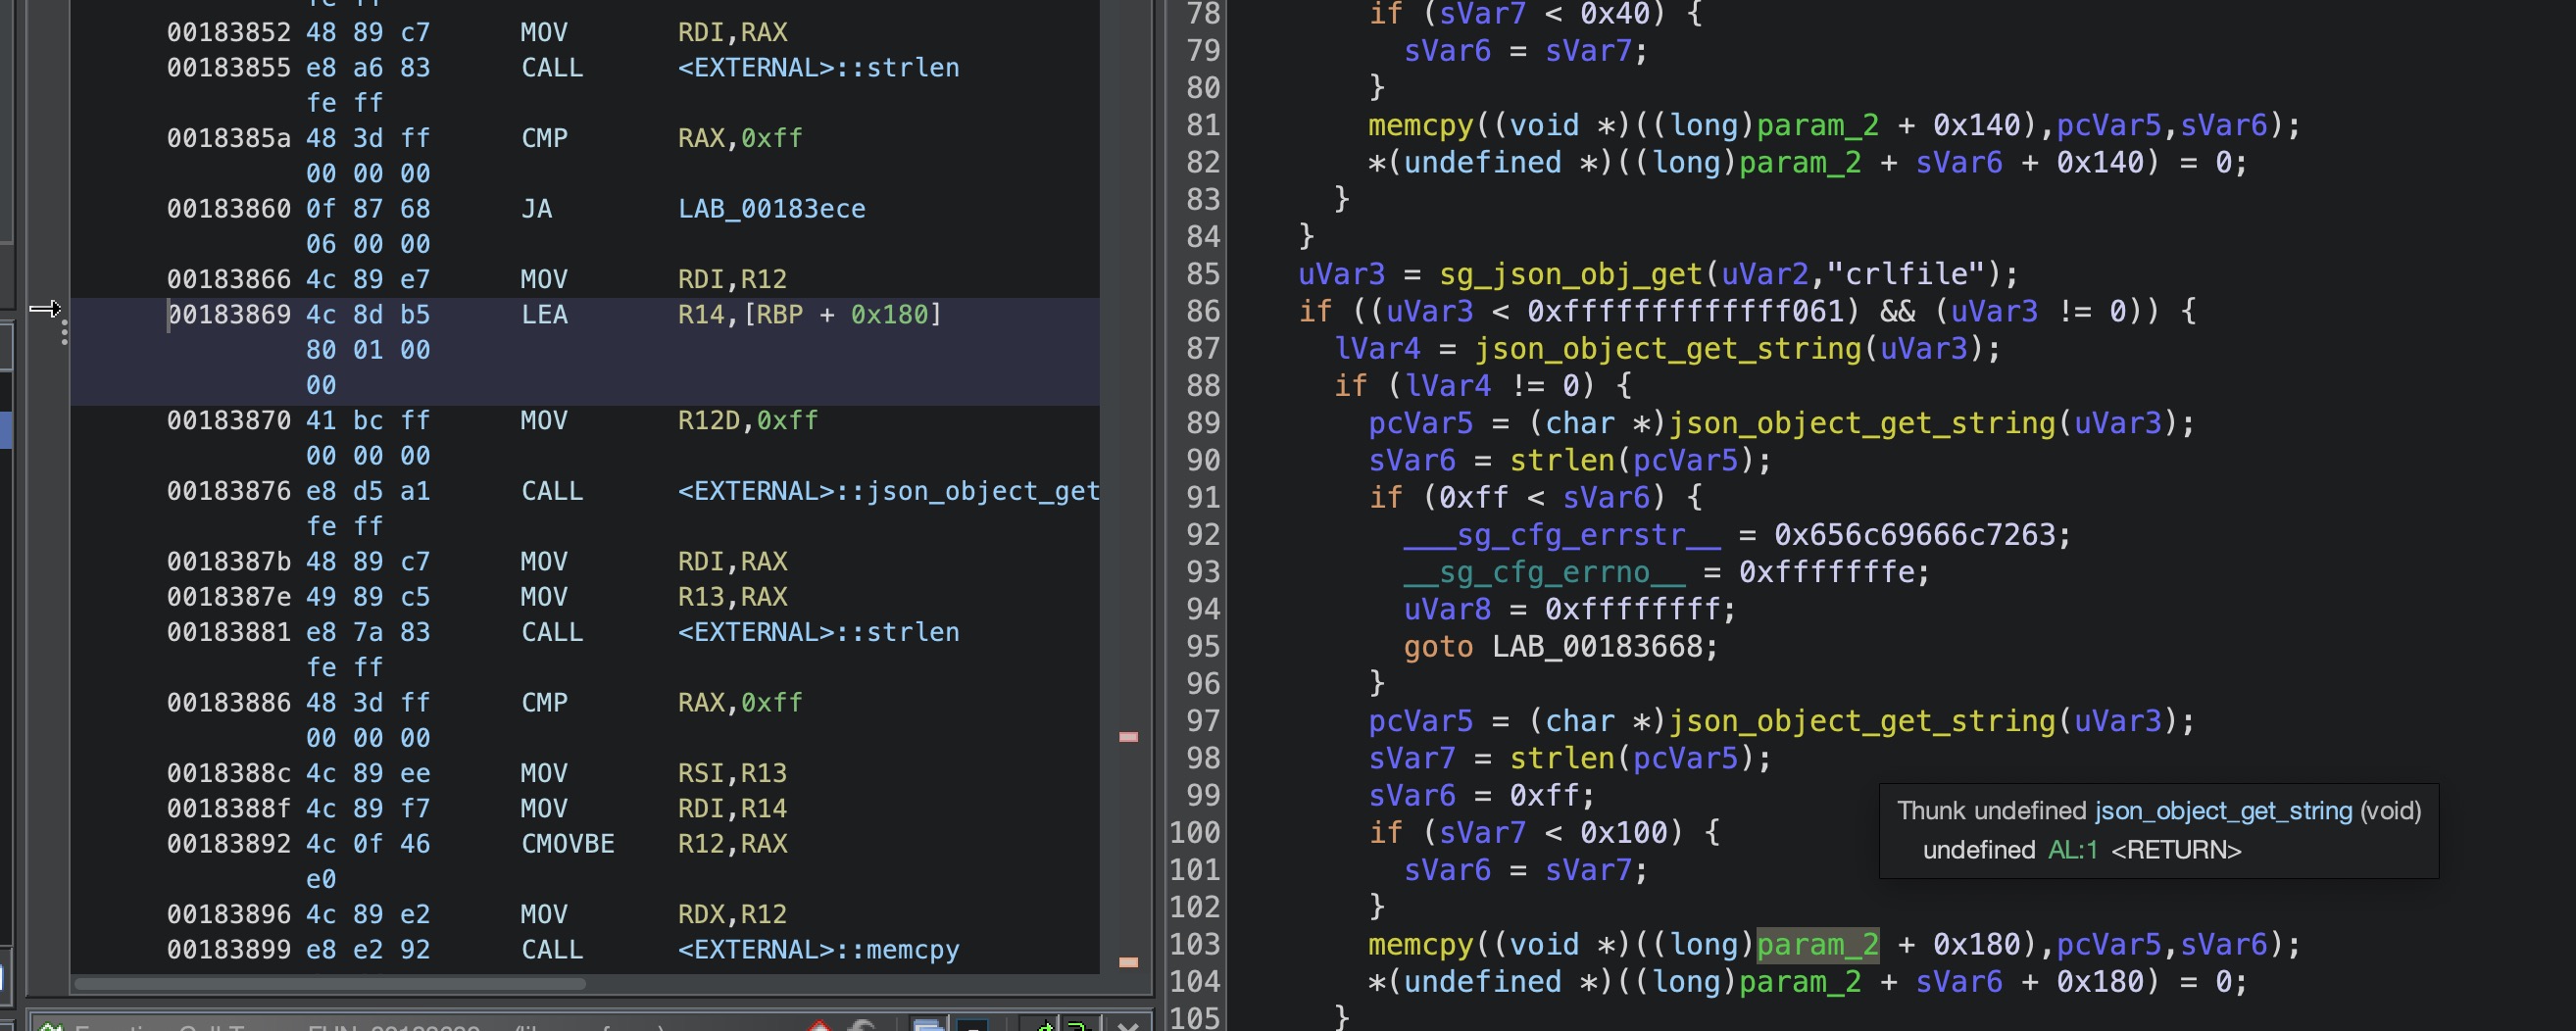 fe ff
00183852 48 89 c7 MOV RDI,RAX
00183855 e8 a6 83 CALL <EXTERNAL>::strlen
fe ff
0018385a 48 3d ff CMP RAX,0xff
00 00 00
00183860 0f 87 68 JA LAB_00183ece
06 00 00
00183866 4c 89 e7 MOV RDI,R12
00183869 4c 8d b5 LEA R14,[RBP + 0x180]
80 01 00
00
00183870 41 bc ff MOV R12D,0xff
00 00 00
00183876 e8 d5 a1 CALL <EXTERNAL>::json_object_get
fe ff
0018387b 48 89 c7 MOV RDI,RAX
0018387e 49 89 c5 MOV R13,RAX
00183881 e8 7a 83 CALL <EXTERNAL>::strlen
fe ff
00183886 48 3d ff CMP RAX,0xff
00 00 00
0018388c 4c 89 ee MOV RSI,R13
0018388f 4c 89 f7 MOV RDI,R14
00183892 4c 0f 46 CMOVBE R12,RAX
e0
00183896 4c 89 e2 MOV RDX,R12
00183899 e8 e2 92 CALL <EXTERNAL>::memcpy
78 if (sVar7 < 0x40) {
79 sVar6 = sVar7;
80 }
81 memcpy((void *)((long)param_2 + 0x140),pcVar5,sVar6);
82 *(undefined *)((long)param_2 + sVar6 + 0x140) = 0;
83 }
84 }
85 uVar3 = sg_json_obj_get(uVar2,"crlfile");
86 if ((uVar3 < 0xfffffffffffff061) && (uVar3 != 0)) {
87 lVar4 = json_object_get_string(uVar3);
88 if (lVar4 != 0) {
89 pcVar5 = (char *)json_object_get_string(uVar3);
90 sVar6 = strlen(pcVar5);
91 if (0xff < sVar6) {
92 ___sg_cfg_errstr__ = 0x656c69666c7263;
93 __sg_cfg_errno__ = 0xfffffffe;
94 uVar8 = 0xffffffff;
95 goto LAB_00183668;
96 }
97 pcVar5 = (char *)json_object_get_string(uVar3);
98 sVar7 = strlen(pcVar5);
99 sVar6 = 0xff;
100 if (sVar7 < 0x100) {
101 sVar6 = sVar7;
102 }
103 memcpy((void *)((long)param_2 + 0x180),pcVar5,sVar6);
104 *(undefined *)((long)param_2 + sVar6 + 0x180) = 0;
105 }
Thunk undefined json_object_get_string (void)
undefined AL:1 <RETURN>